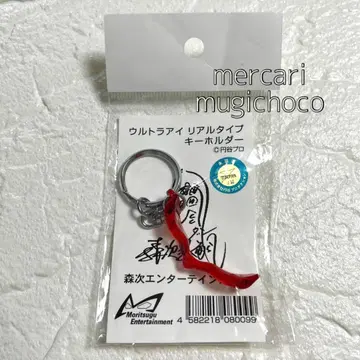 mercari
mugichoco
ウルトラアイ リアルタイプ
キーホルダー
©円谷プロ
森次エンターテイン
Moritsugu
Entertainment
4 582218 080099